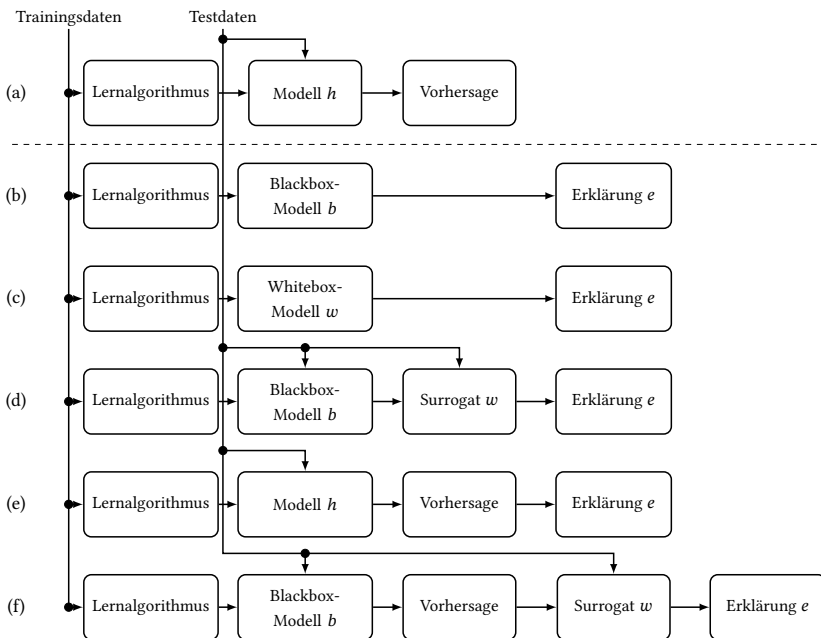 Trainingsdaten Testdaten
(a) Lernalgorithmus Modell h Vorhersage
(b) Lernalgorithmus Blackbox-
Modell b Erklärung e
(c) Lernalgorithmus Whitebox-
Modell w Erklärung e
(d) Lernalgorithmus Blackbox-
Modell b Surrogat w Erklärung e
(e) Lernalgorithmus Modell h Vorhersage Erklärung e
(f) Lernalgorithmus Blackbox-
Modell b Vorhersage Surrogat w Erklärung e